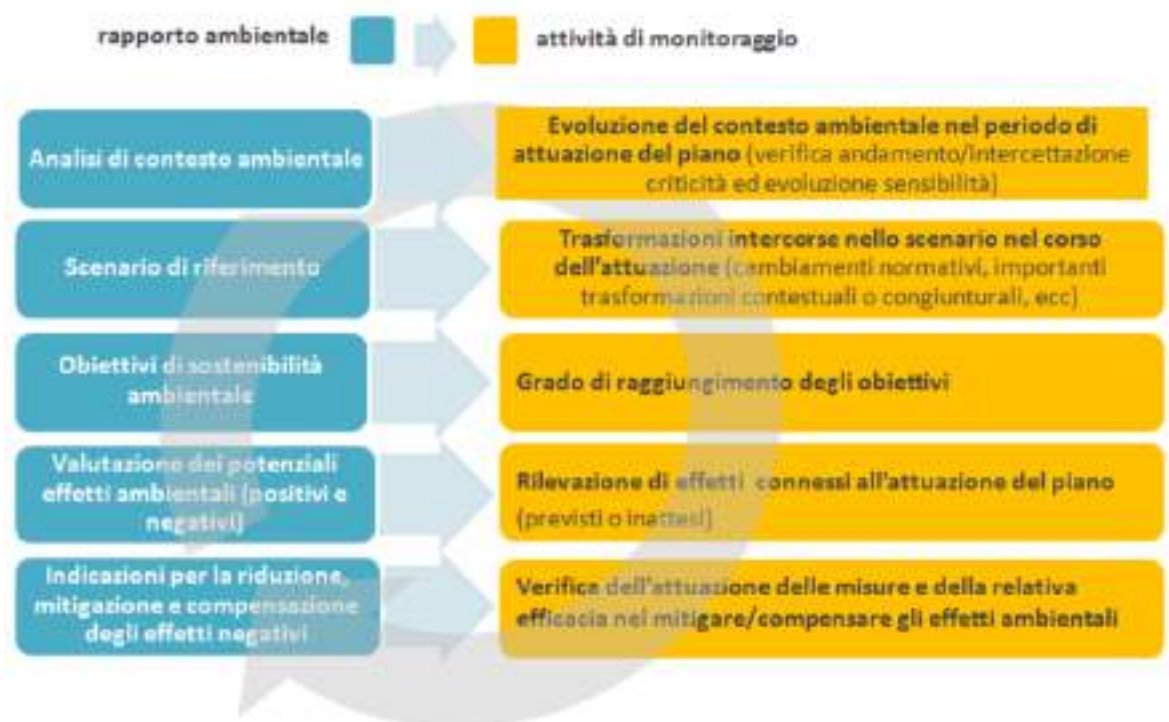 rapporto ambientale
attività di monitoraggio
Analisi di contesto ambientale
Evoluzione del contesto ambientale nel periodo di
attuazione del piano (verifica andamento/intercettazione
criticità ed evoluzione sensibilità)
Scenario di riferimento
Trasformazioni intercorse nello scenario nel corso
dell'attuazione (cambiamenti normativi, importanti
trasformazioni contestuali o congiunturali, ecc)
Obiettivi di sostenibilità
ambientale
Grado di raggiungimento degli obiettivi
Valutazione dei potenziali
effetti ambientali (positivi e
negativi)
Rilevazione di effetti connessi all'attuazione del piano
(previsti o inattesi)
Indicazioni per la riduzione,
mitigazione e compensazione
degli effetti negativi
Verifica dell'attuazione delle misure e della relativa
efficacia nel mitigare/compensare gli effetti ambientali